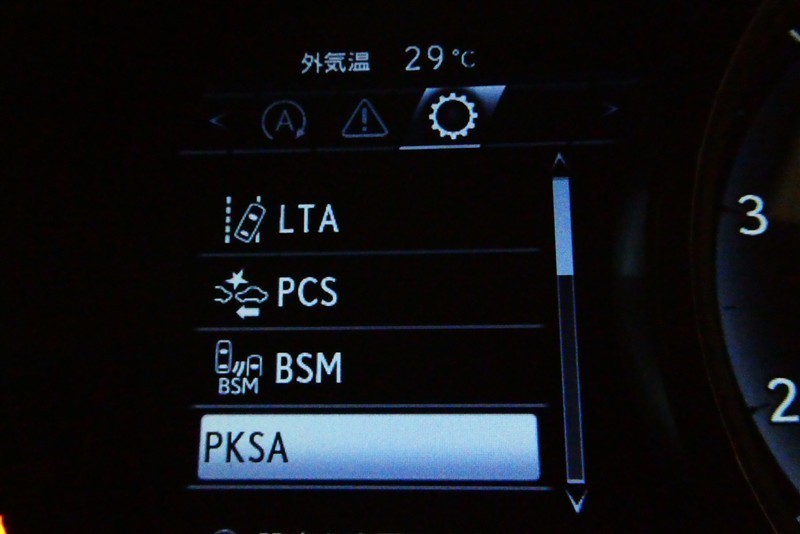 外気温 29℃
A
LTA
PCS
BSM BSM
PKSA
3
2